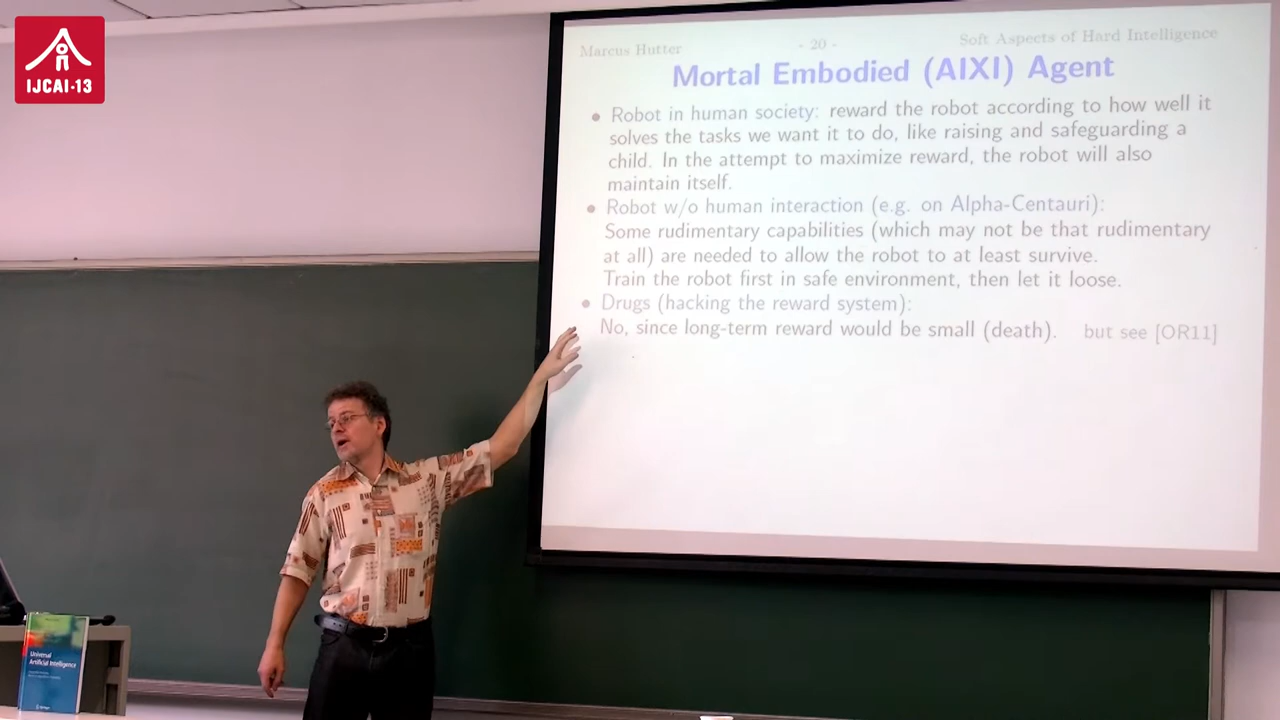 IJCAI-13
Marcus Hutter - 20 - Soft Aspects of Hard Intelligence
Mortal Embodied (AIXI) Agent
• Robot in human society: reward the robot according to how well it
solves the tasks we want it to do, like raising and safeguarding a
child. In the attempt to maximize reward, the robot will also
maintain itself.
• Robot w/o human interaction (e.g. on Alpha-Centauri):
Some rudimentary capabilities (which may not be that rudimentary
at all) are needed to allow the robot to at least survive.
Train the robot first in safe environment, then let it loose.
• Drugs (hacking the reward system):
No, since long-term reward would be small (death). but see [OR11]
Universal
Artificial Intelligence
Springer